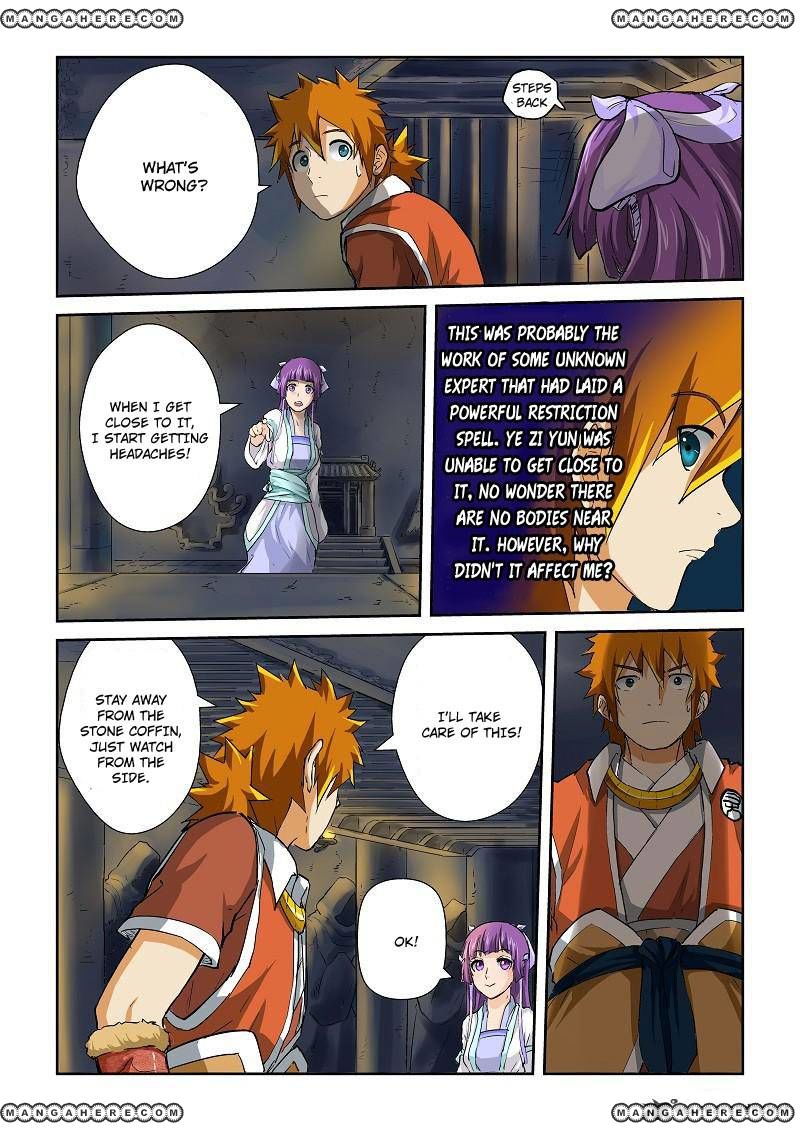 MANGAHERE.COM
MANGAHERE.COM
WHAT'S
WRONG?
STEPS
BACK
WHEN I GET
CLOSE TO IT,
I START GETTING
HEADACHES!
THIS WAS PROBABLY THE
WORK OF SOME UNKNOWN
EXPERT THAT HAD LAID A
POWERFUL RESTRICTION
SPELL. YE ZI YUN WAS
UNABLE TO GET CLOSE TO
IT, NO WONDER THERE
ARE NO BODIES NEAR
IT. HOWEVER, WHY
DIDN'T IT AFFECT ME?
STAY AWAY
FROM THE
STONE COFFIN,
JUST WATCH
FROM THE
SIDE.
I'LL TAKE
CARE OF THIS!
OK!
MANGAHERE.COM
MANGAHERE.COM